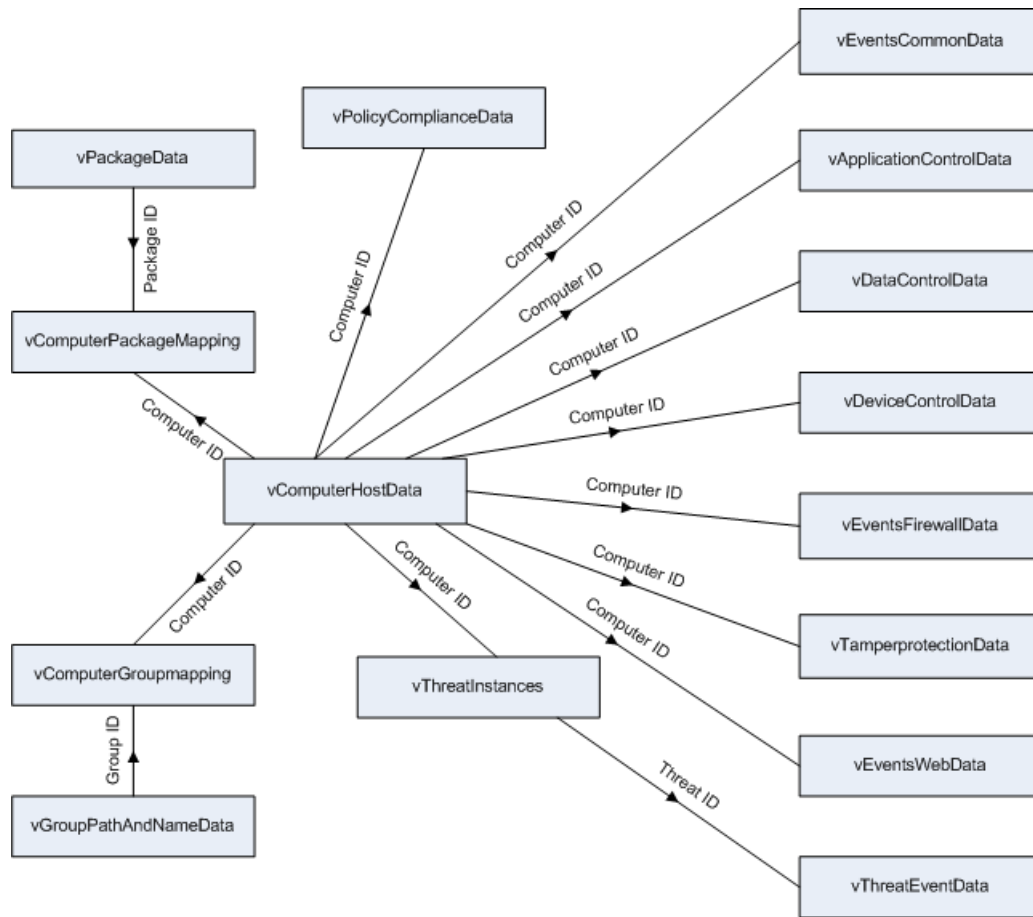 vEventsCommonData
vPolicyComplianceData
vPackageData
vApplicationControlData
Package ID
Computer ID
Computer ID
Computer ID
vDataControlData
vComputerPackageMapping
Computer ID
vDeviceControlData
Computer ID
Computer ID
vComputerHostData
Computer ID
vEventsFirewallData
Computer ID
Computer ID
Computer ID
Computer ID
vTamperprotectionData
vComputerGroupmapping
vThreatInstances
Group ID
Threat ID
vEventsWebData
vGroupPathAndNameData
vThreatEventData